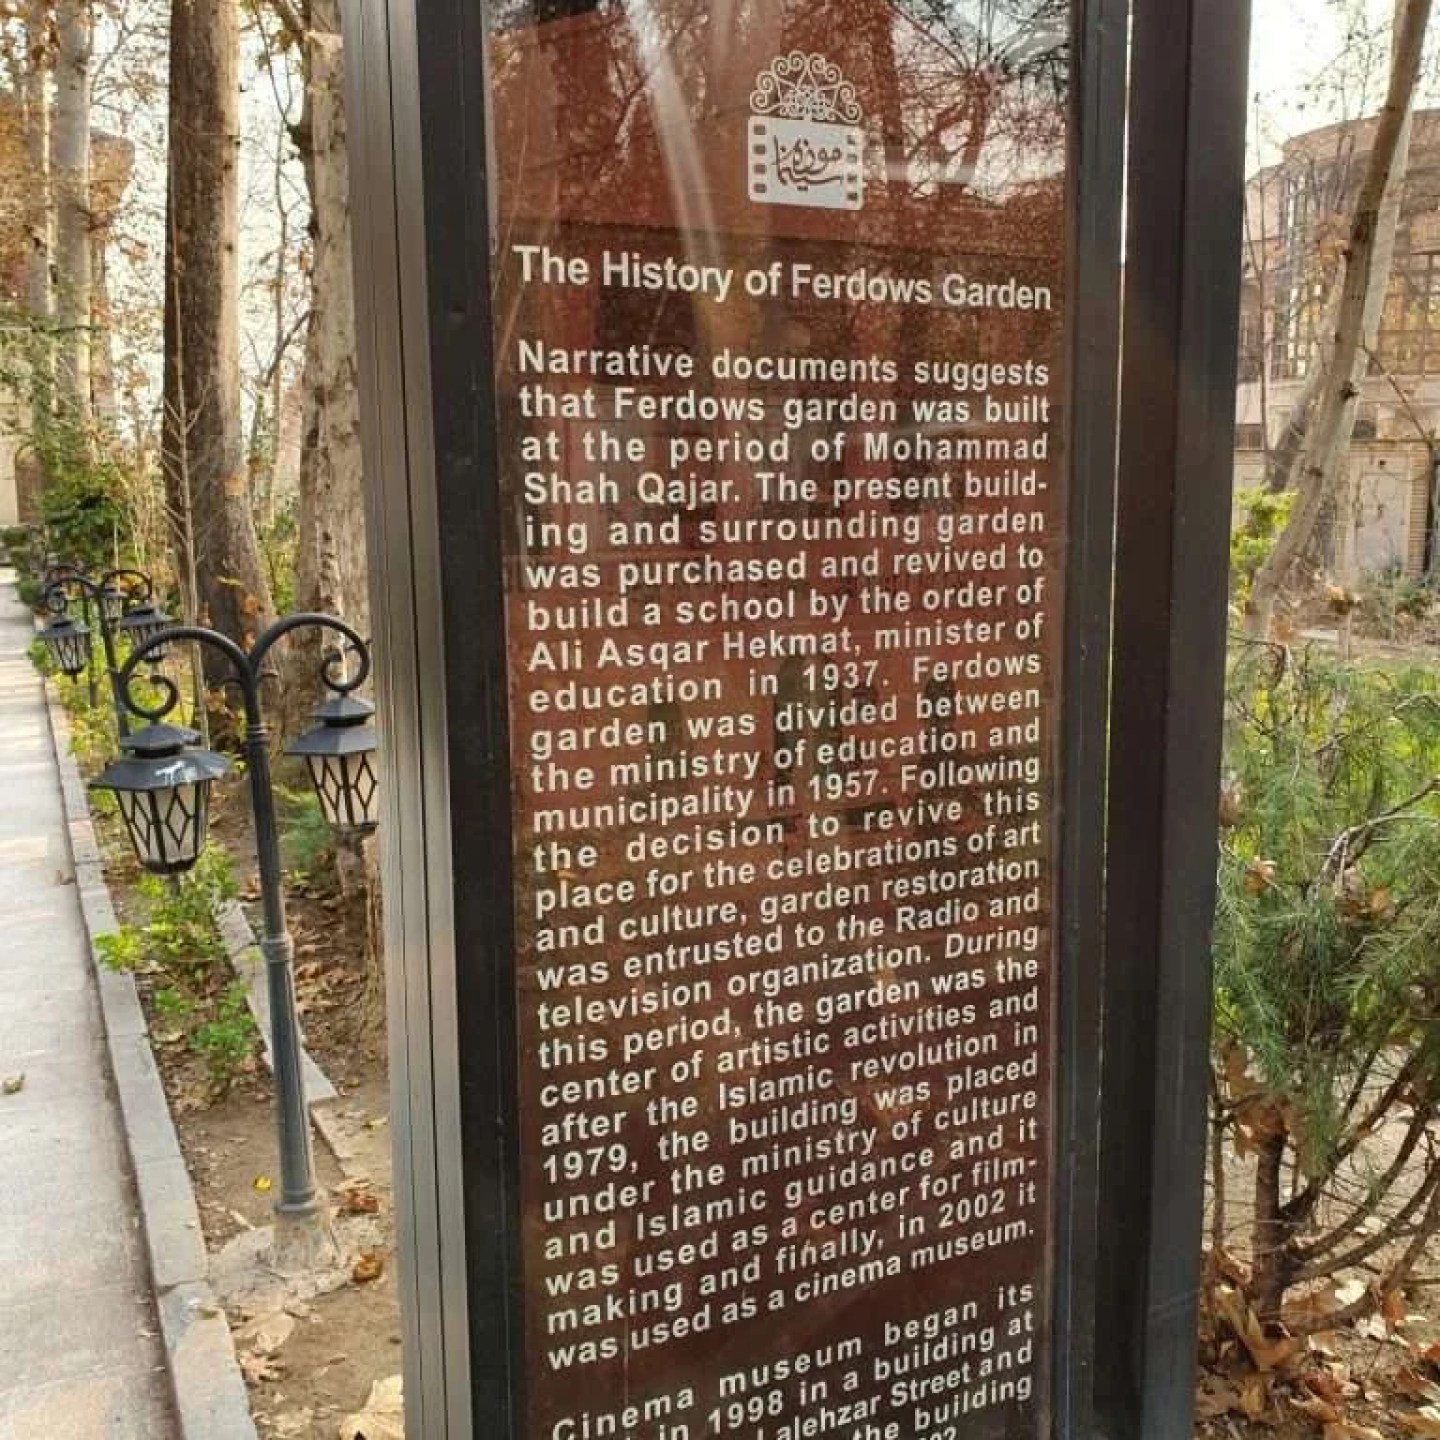 موزه سینما
The History of Ferdows Garden
Narrative documents suggests
that Ferdows garden was built
at the period of Mohammad
Shah Qajar. The present build-
ing and surrounding garden
was purchased and revived to
build a school by the order of
Ali Asqar Hekmat, minister of
education in 1937. Ferdows
garden was divided between
the ministry of education and
municipality in 1957. Following
the decision to revive this
place for the celebrations of art
and culture, garden restoration
was entrusted to the Radio and
television organization. During
this period, the garden was the
center of artistic activities and
after the Islamic revolution in
1979, the building was placed
under the ministry of culture
and Islamic guidance and it
was used as a center for film-
making and finally, in 2002 it
was used as a cinema museum.
Cinema museum began its
in 1998 in a building at
Lalehzar Street and
the building